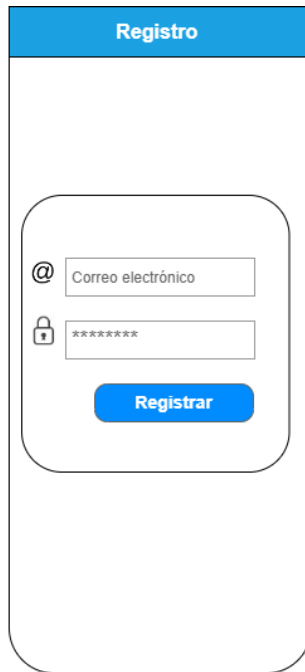 Registro
@
Correo electrónico
********
Registrar